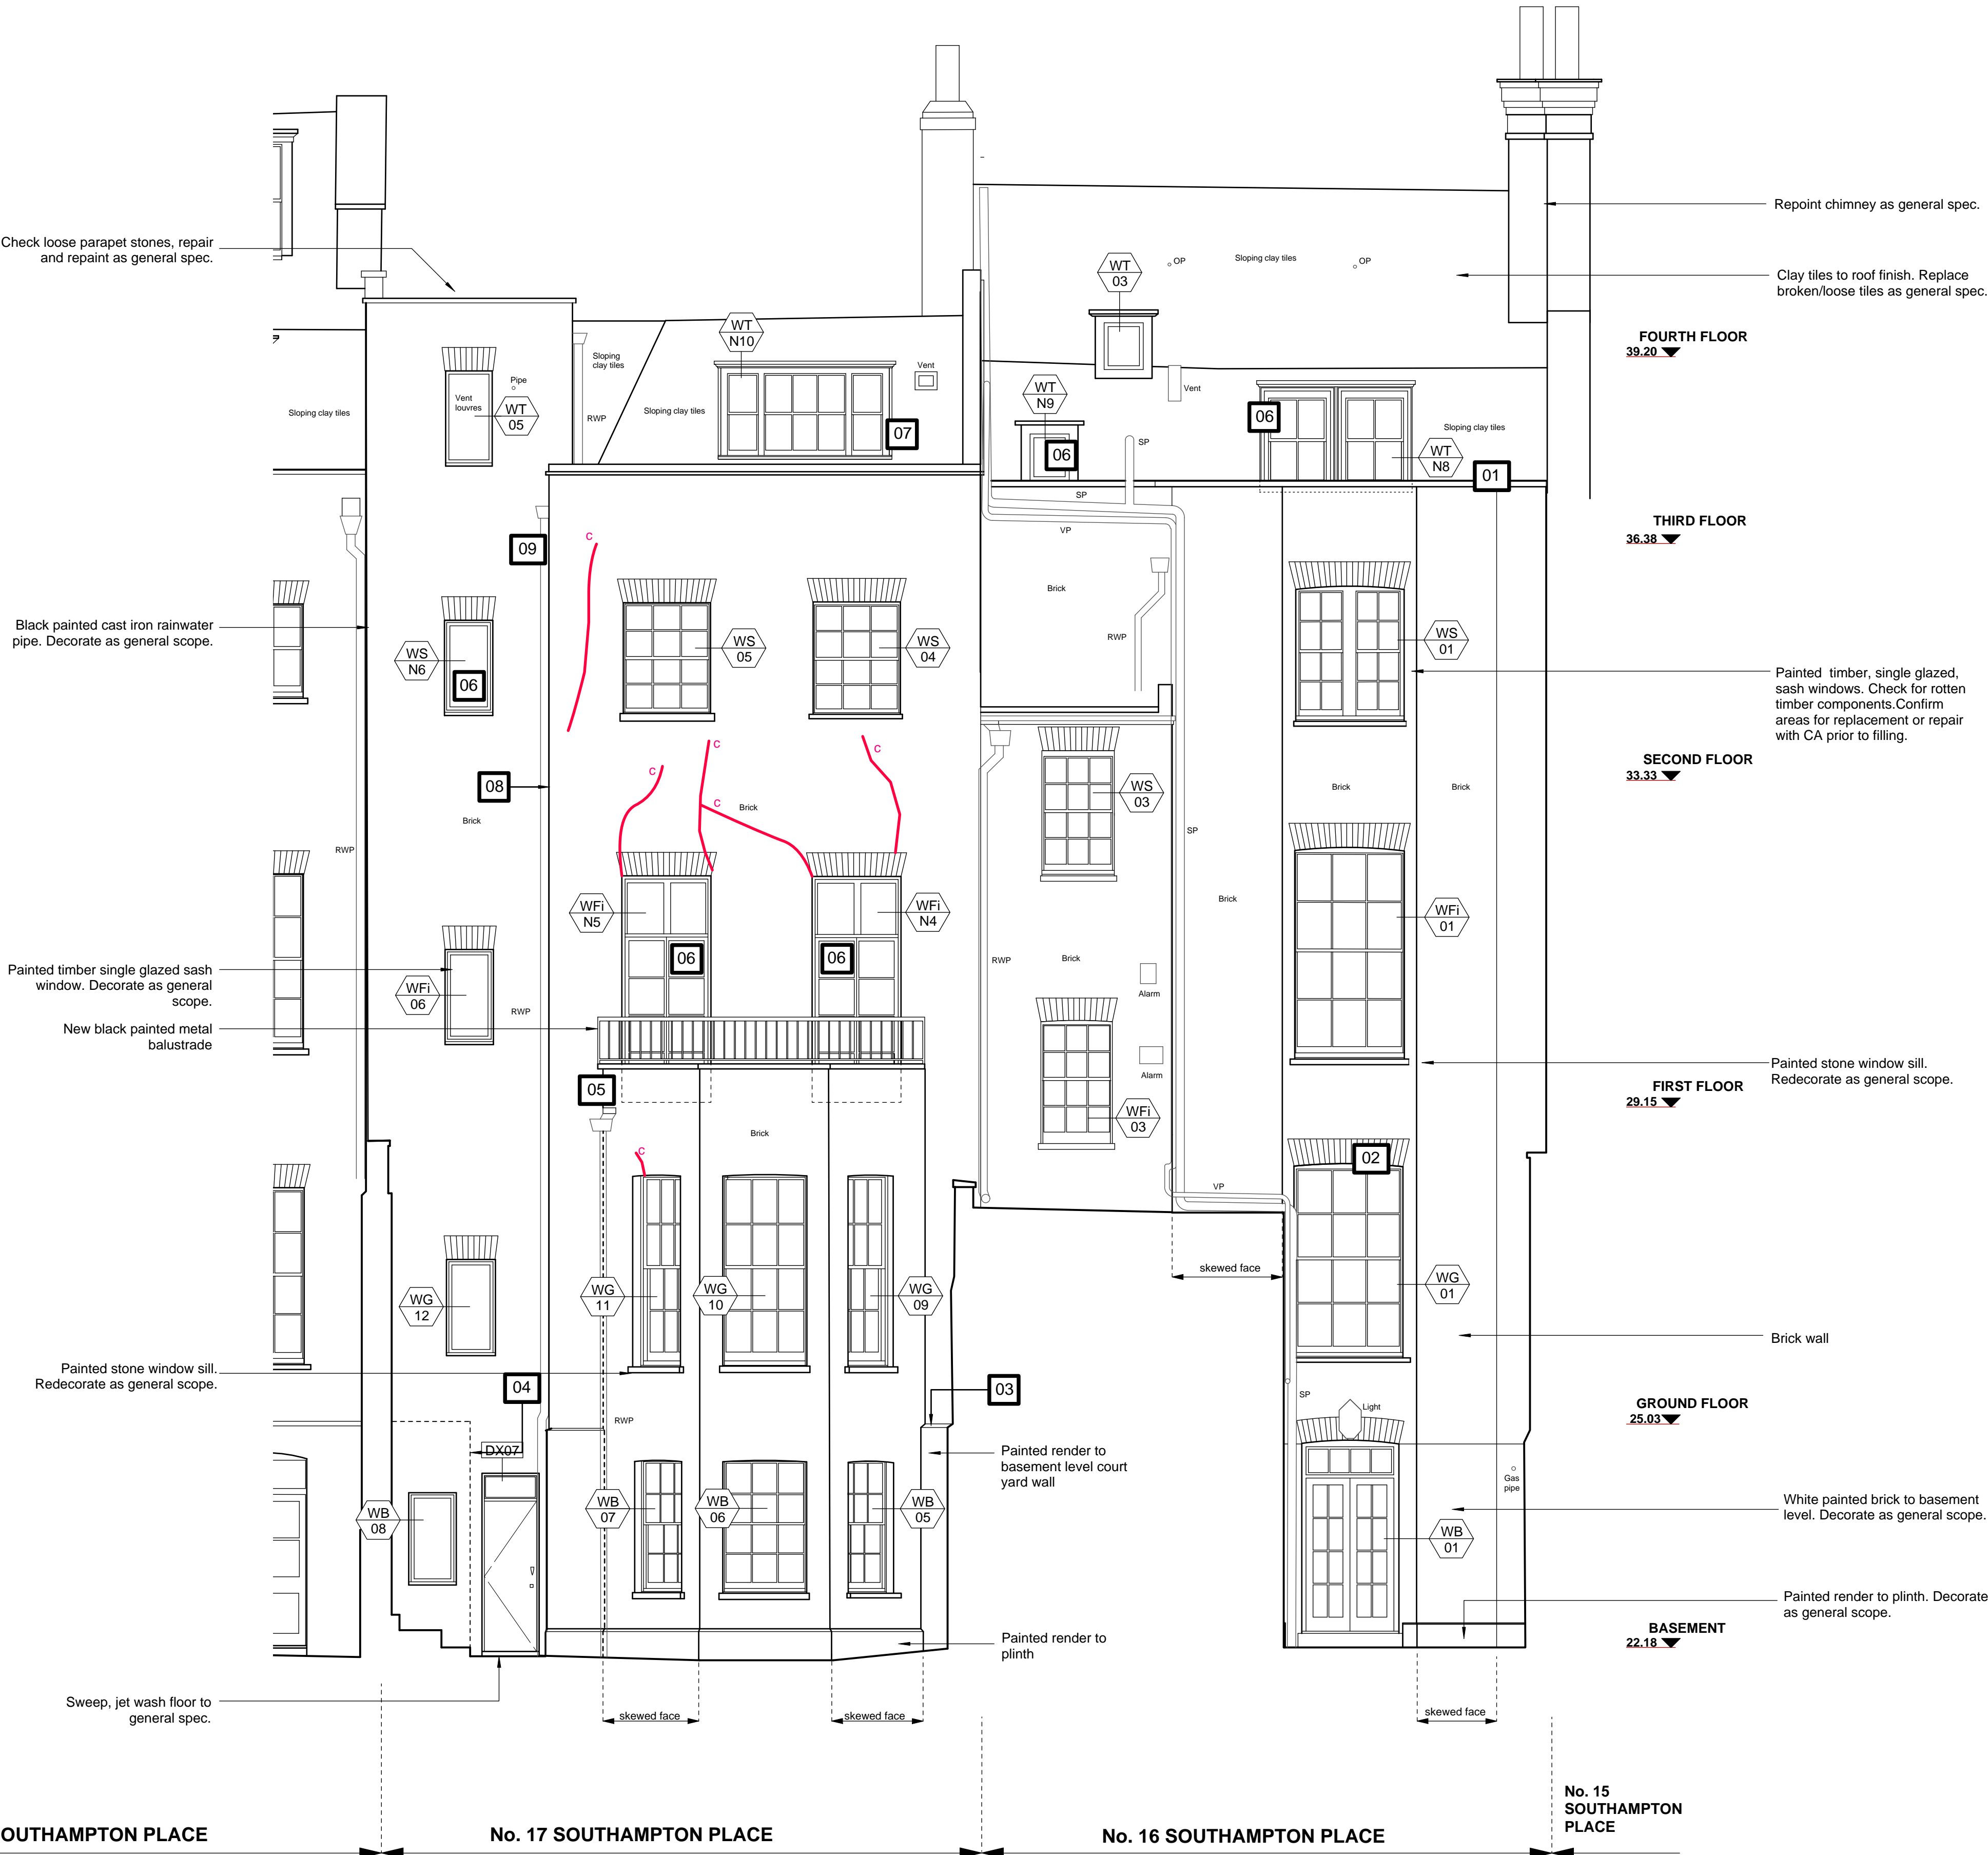 Repoint chimney as general spec.
Check loose parapet stones, repair
and repaint as general spec.
WT
03
OP
Sloping clay tiles
OP
Clay tiles to roof finish. Replace
broken/loose tiles as general spec.
WT
N10
FOURTH FLOOR
39.20
Sloping
clay tiles
Vent
Pipe
Vent
louvres
WT
05
Sloping clay tiles
RWP
Sloping clay tiles
07
WT
N9
Vent
06
06
Sloping clay tiles
SP
WT
N8
01
SP
VP
THIRD FLOOR
36.38
09
c
Brick
Black painted cast iron rainwater
pipe. Decorate as general scope.
RWP
WS
N6
06
WS
05
WS
04
WS
01
Painted timber, single glazed,
sash windows. Check for rotten
timber components.Confirm
areas for replacement or repair
with CA prior to filling.
c
c
c
SECOND FLOOR
33.33
08
c
Brick
Brick
WS
03
Brick
Brick
SP
RWP
Brick
WFi
N5
WFi
N4
WFi
01
06
06
RWP
Brick
Painted timber single glazed sash
window. Decorate as general
scope.
WFi
06
RWP
Alarm
New black painted metal
balustrade
Alarm
05
Painted stone window sill.
Redecorate as general scope.
FIRST FLOOR
29.15
Brick
WFi
03
c
02
VP
skewed face
WG
12
WG
11
WG
10
WG
09
WG
01
Brick wall
Painted stone window sill.
Redecorate as general scope.
04
03
SP
Light
GROUND FLOOR
25.03
RWP
DX07
Painted render to
basement level court
yard wall
Gas
pipe
WB
08
WB
07
WB
06
WB
05
White painted brick to basement
level. Decorate as general scope.
WB
01
Painted render to plinth. Decorate
as general scope.
Painted render to
plinth
BASEMENT
22.18
Sweep, jet wash floor to
general spec.
skewed face
skewed face
skewed face
No. 15
SOUTHAMPTON
PLACE
OUTHAMPTON PLACE
No. 17 SOUTHAMPTON PLACE
No. 16 SOUTHAMPTON PLACE